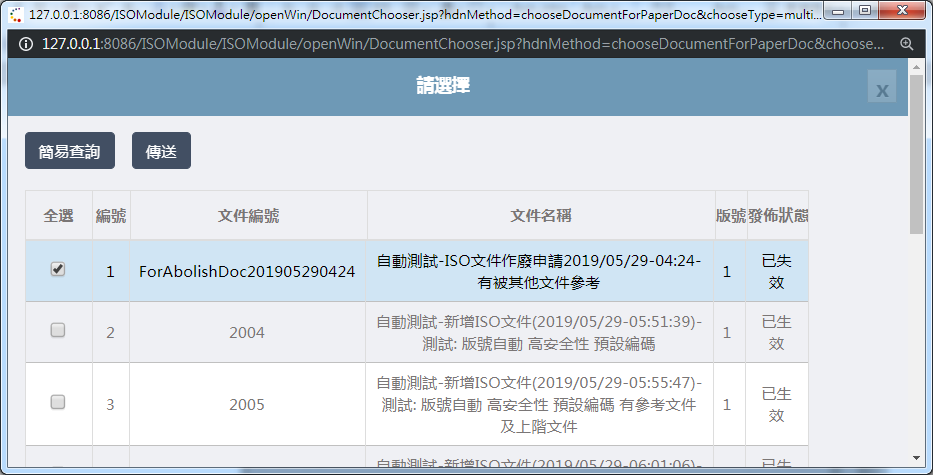 127.0.0.1:8086/ISOModule/ISOModule/openWin/DocumentChooser.jsp?hdnMethod=chooseDocumentForPaperDoc&chooseType=multi...
127.0.0.1:8086/ISOModule/ISOModule/openWin/DocumentChooser.jsp?hdnMethod=chooseDocumentForPaperDoc&choose...
請選擇
x
簡易查詢 傳送
全選 編號 文件編號 文件名稱 版號 發佈狀態
1 ForAbolishDoc201905290424 自動測試-ISO文件作廢申請2019/05/29-04:24- 1 已失
有被其他文件參考 效
2 2004 自動測試-新增ISO文件(2019/05/29-05:51:39)- 1 已生
測試: 版號自動 高安全性 預設編碼 效
3 2005 自動測試-新增ISO文件(2019/05/29-05:55:47)- 1 已生
測試: 版號自動 高安全性 預設編碼 有參考文件 效
及上階文件
自動測試-新增ISO文件(2019/05/29-06:01:06)- 已生